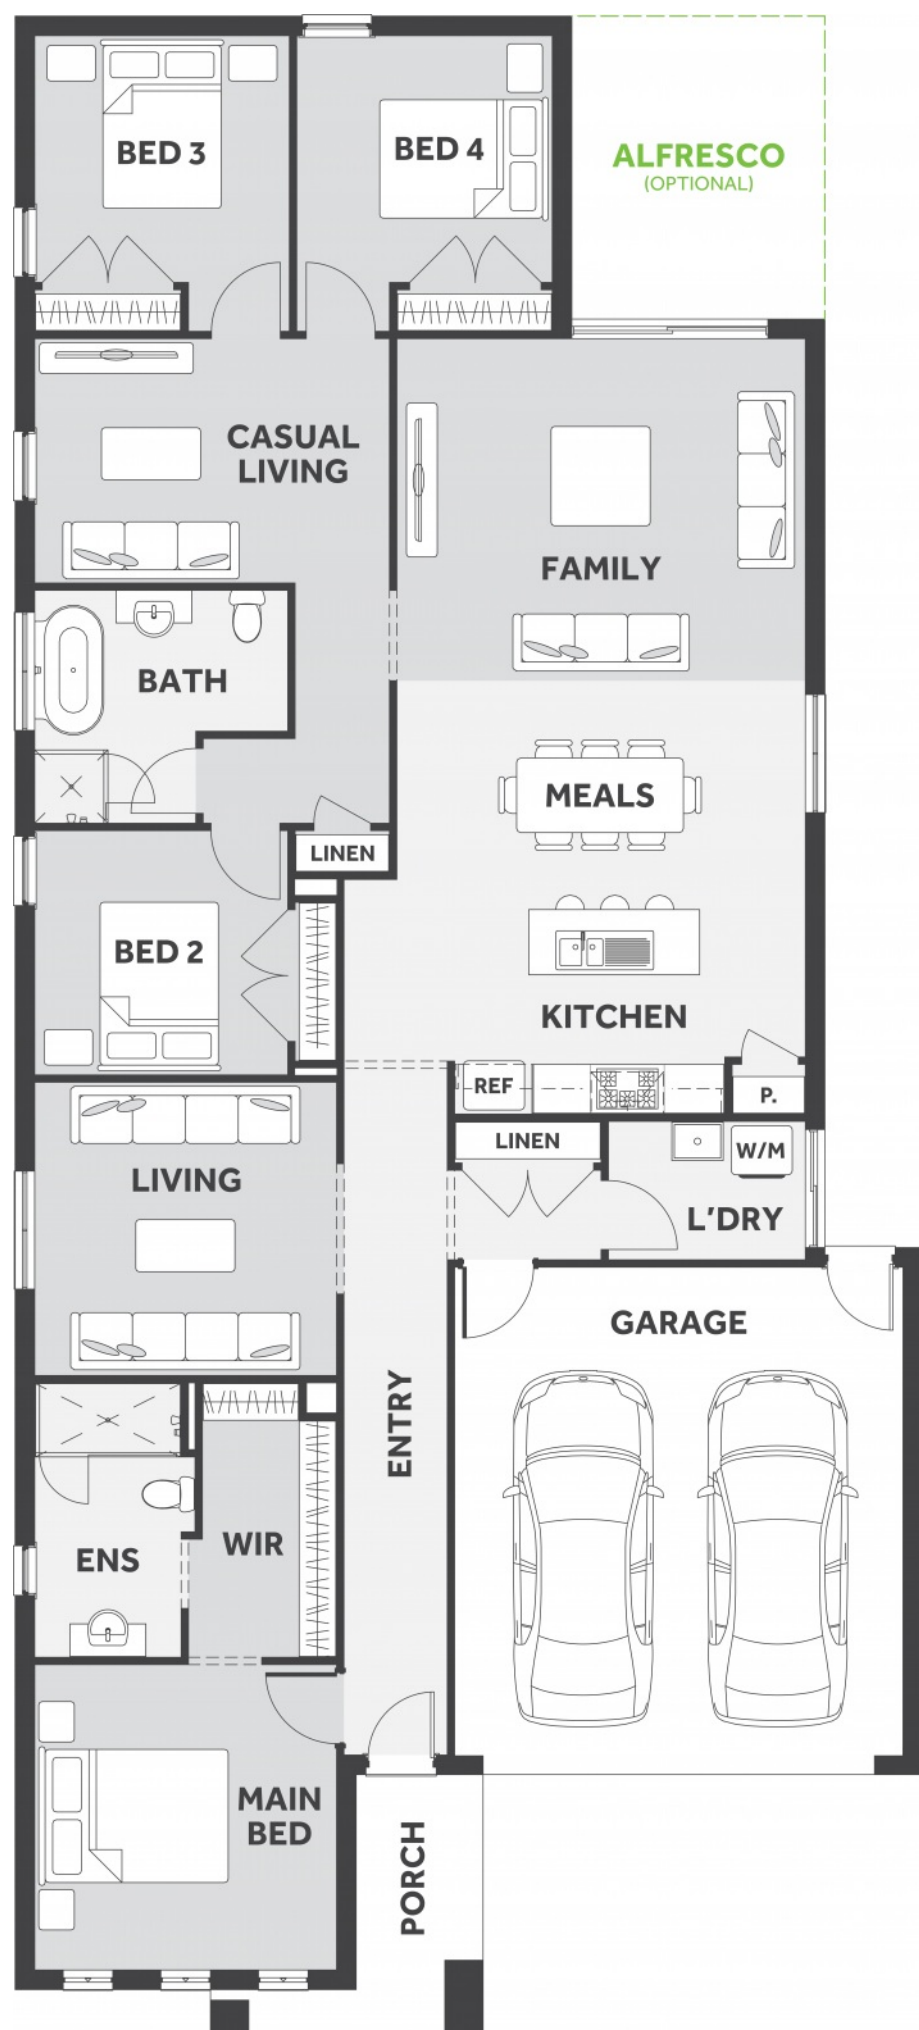 BED 3
BED 4
ALFRESCO
(OPTIONAL)
CASUAL
LIVING
FAMILY
BATH
MEALS
LINEN
BED 2
KITCHEN
REF
P.
LINEN
W/M
LIVING
L'DRY
GARAGE
ENTRY
WIR
ENS
MAIN
BED
PORCH